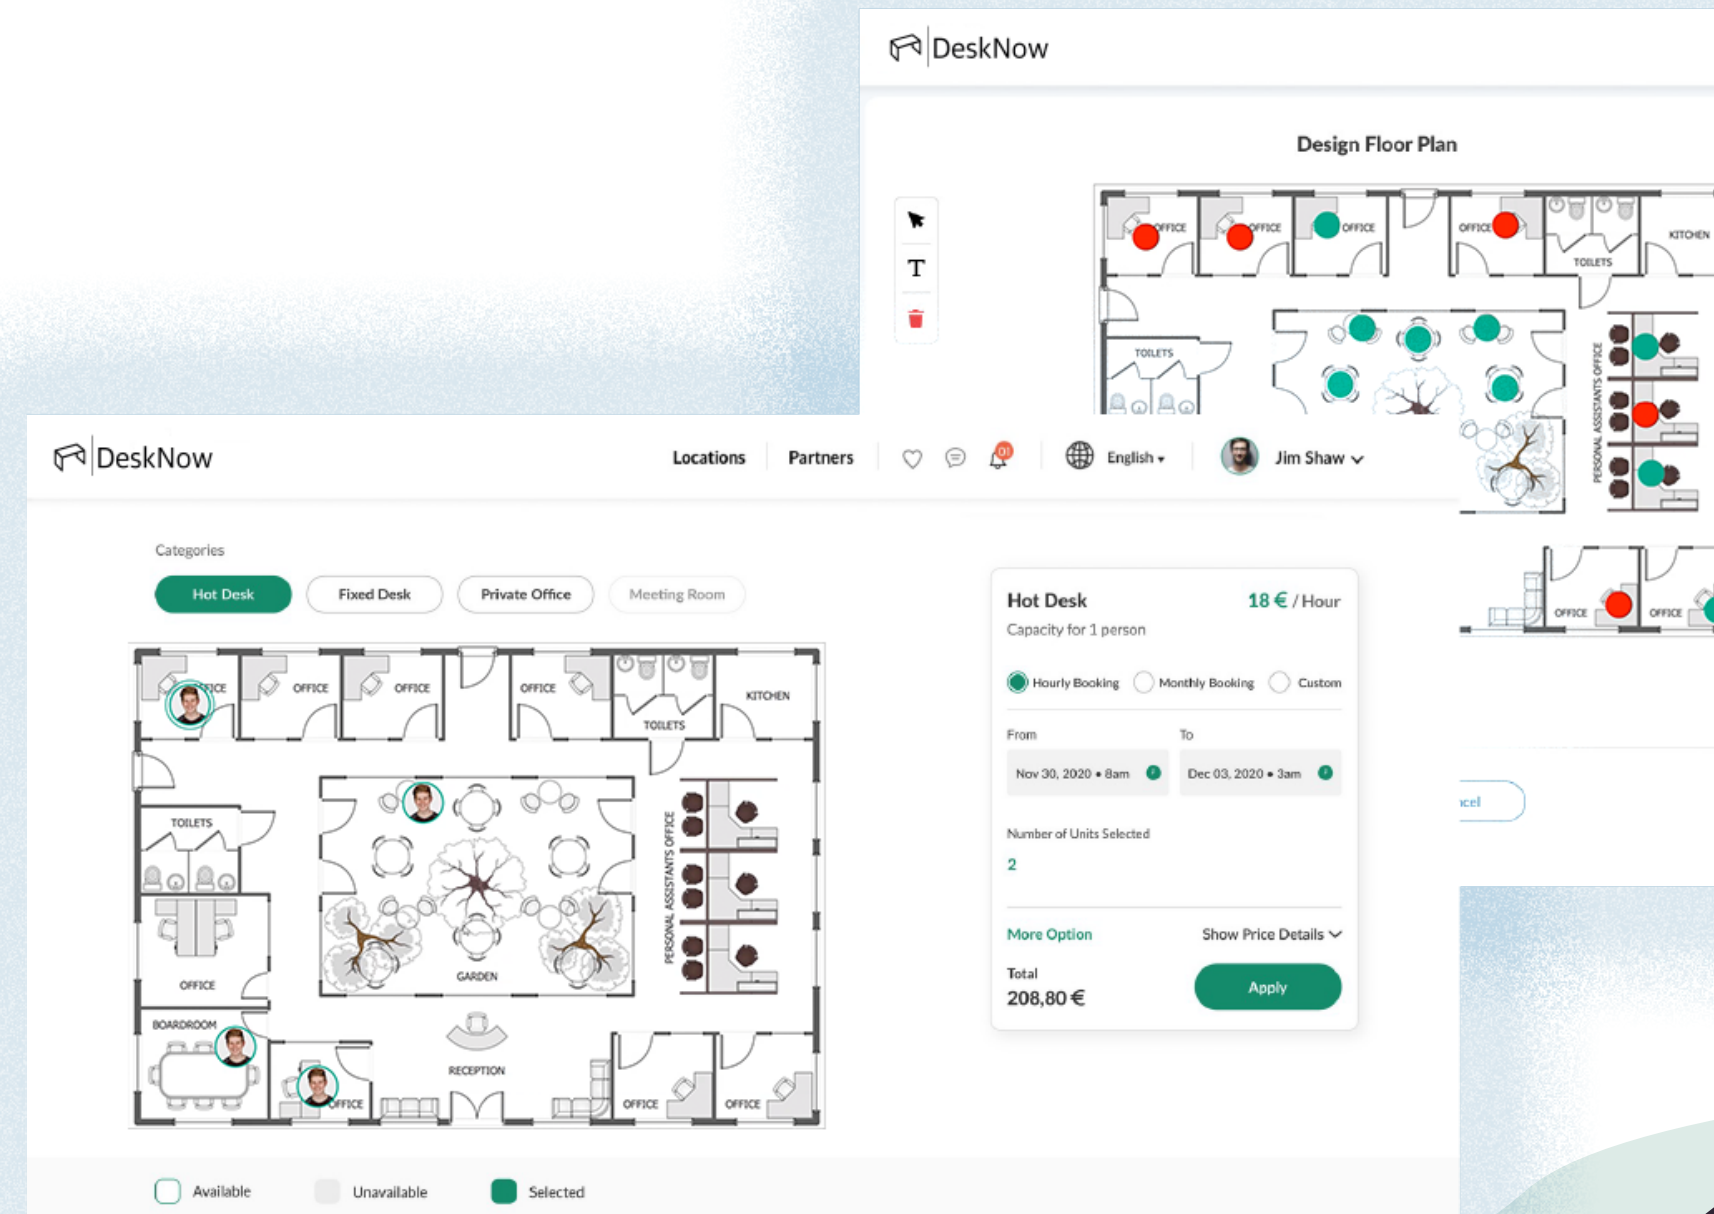 DeskNow
Design Floor Plan
OFFICE
OFFICE
OFFICE
OFFICE
TOILETS
KITCHEN
T
TOILETS
PERSONAL ASSISTANTS OFFICE
OFFICE
OFFICE
DeskNow
Locations
Partners
01
English
Jim Shaw
Categories
Hot Desk
Fixed Desk
Private Office
Meeting Room
OFFICE
OFFICE
OFFICE
TOILETS
KITCHEN
TOILETS
PERSONAL ASSISTANTS OFFICE
GARDEN
OFFICE
BOARDROOM
RECEPTION
OFFICE
OFFICE
OFFICE
Available
Unavailable
Selected
Hot Desk
18 € / Hour
Capacity for 1 person
Hourly Booking
Monthly Booking
Custom
From
To
Nov 30, 2020 • 8am
Dec 03, 2020 • 3am
Number of Units Selected
2
More Option
Show Price Details
Total
208,80 €
Apply